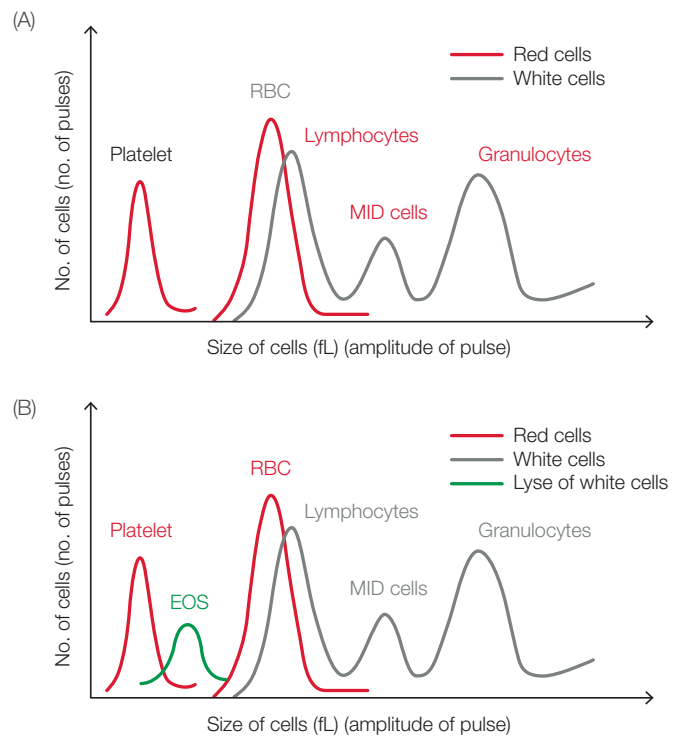 (A)
No. of cells (no. of pulses)
Red cells
White cells
RBC
Lymphocytes
Platelet
Granulocytes
MID cells
Size of cells (fL) (amplitude of pulse)
(B)
No. of cells (no. of pulses)
Red cells
White cells
Lyse of white cells
RBC
Lymphocytes
Platelet
Granulocytes
MID cells
EOS
Size of cells (fL) (amplitude of pulse)